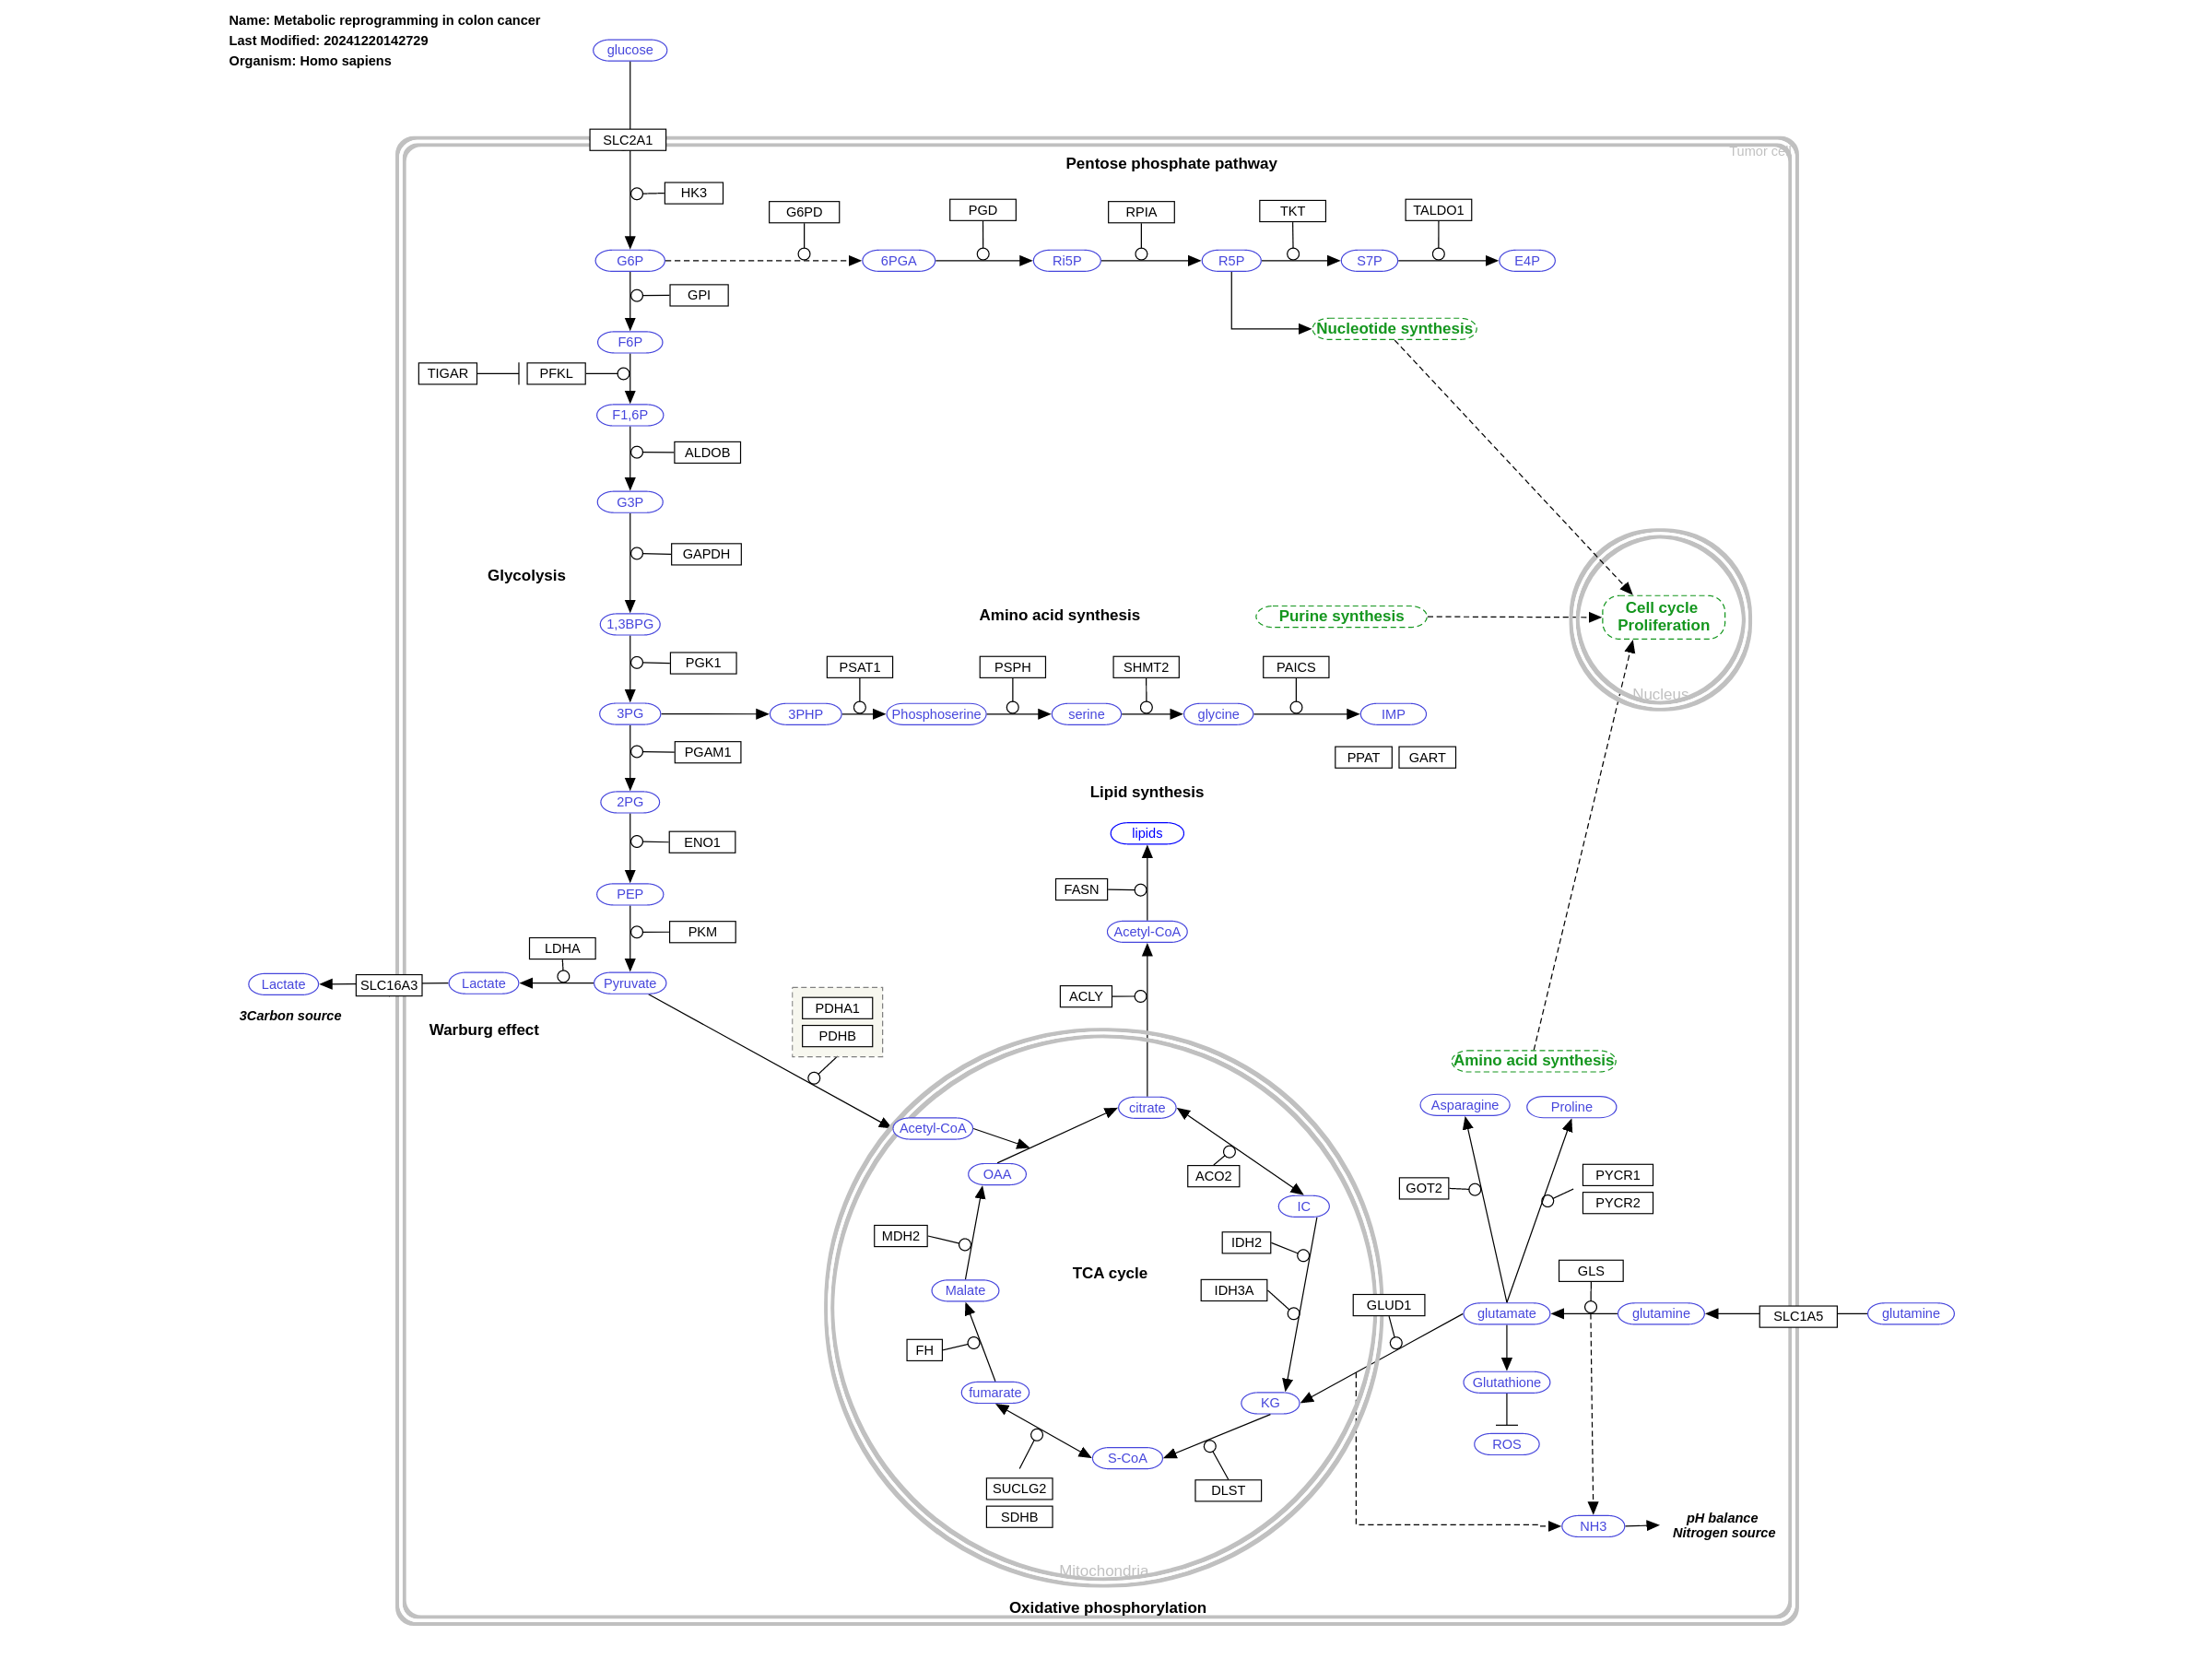 Name: Metabolic reprogramming in colon cancer
Last Modified: 20241220142729
Organism: Homo sapiens
glucose
SLC2A1
Tumor cell
Pentose phosphate pathway
HK3
G6PD
PGD
RPIA
TKT
TALDO1
G6P
6PGA
Ri5P
R5P
S7P
E4P
GPI
Nucleotide synthesis
F6P
TIGAR
PFKL
F1,6P
ALDOB
G3P
GAPDH
Glycolysis
1,3BPG
Amino acid synthesis
Purine synthesis
Cell cycle
Proliferation
Nucleus
PGK1
PSAT1
PSPH
SHMT2
PAICS
3PG
3PHP
Phosphoserine
serine
glycine
IMP
PGAM1
PPAT
GART
Lipid synthesis
2PG
lipids
ENO1
FASN
PEP
PKM
Acetyl-CoA
LDHA
Lactate
SLC16A3
Lactate
Pyruvate
3Carbon source
Warburg effect
PDHA1
PDHB
ACLY
Amino acid synthesis
citrate
Asparagine
Proline
Acetyl-CoA
OAA
ACO2
GOT2
PYCR1
PYCR2
IC
MDH2
IDH2
TCA cycle
GLS
Malate
IDH3A
GLUD1
glutamate
glutamine
SLC1A5
glutamine
FH
fumarate
KG
Glutathione
S-CoA
ROS
SUCLG2
SDHB
DLST
NH3
pH balance
Nitrogen source
Mitochondria
Oxidative phosphorylation